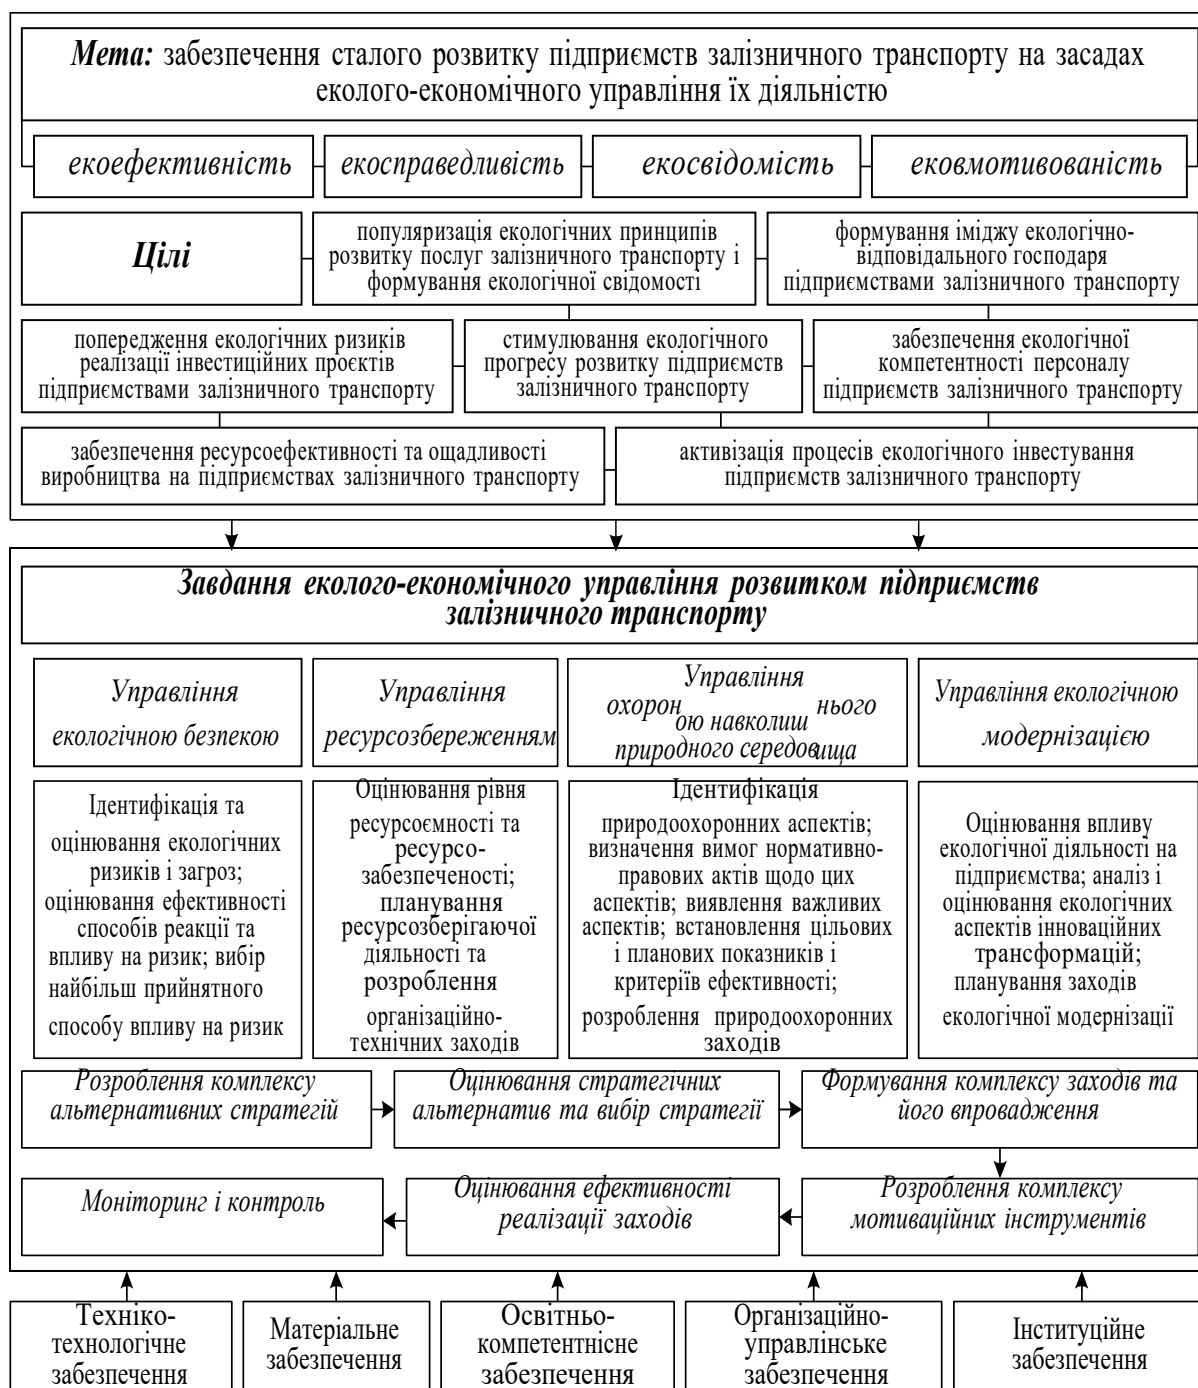 Мета: забезпечення сталого розвитку підприємств залізничного транспорту на засадах
еколого-економічного управління їх діяльністю
екоефективність
екосправедливість
екосвідомість
ековмотивованість
Цілі
популяризація екологічних принципів
розвитку послуг залізничного транспорту і
формування екологічної свідомості
формування іміджу екологічно-
відповідального господаря
підприємствами залізничного транспорту
попередження екологічних ризиків
реалізації інвестиційних проєктів
підприємствами залізничного транспорту
стимулювання екологічного
прогресу розвитку підприємств
залізничного транспорту
забезпечення екологічної
компетентності персоналу
підприємств залізничного транспорту
забезпечення ресурсоефективності та ощадливості
виробництва на підприємствах залізничного транспорту
активізація процесів екологічного інвестування
підприємств залізничного транспорту
Завдання еколого-економічного управління розвитком підприємств
залізничного транспорту
Управління
екологічною безпекою
Управління
ресурсозбереженням
Управління
охороною навколишнього
природного середовища
Управління екологічною
модернізацією
Ідентифікація та
оцінювання екологічних
ризиків і загроз;
оцінювання ефективності
способів реакції та
впливу на ризик; вибір
найбільш прийнятного
способу впливу на ризик
Оцінювання рівня
ресурсоємності та
ресурсо-
забезпеченості;
планування
ресурсозберігаючої
діяльності та
розроблення
організаційно-
технічних заходів
Ідентифікація
природоохоронних аспектів;
визначення вимог нормативно-
правових актів щодо цих
аспектів; виявлення важливих
аспектів; встановлення цільових
і планових показників і
критеріїв ефективності;
розроблення природоохоронних
заходів
Оцінювання впливу
екологічної діяльності на
підприємства; аналіз і
оцінювання екологічних
аспектів інноваційних
трансформацій;
планування заходів
екологічної модернізації
Розроблення комплексу
альтернативних стратегій
Оцінювання стратегічних
альтернатив та вибір стратегії
Формування комплексу заходів та
його впровадження
Моніторинг і контроль
Оцінювання ефективності
реалізації заходів
Розроблення комплексу
мотиваційних інструментів
Техніко-
технологічне
забезпечення
Матеріальне
забезпечення
Освітньо-
компетентнісне
забезпечення
Організаційно-
управлінське
забезпечення
Інституційне
забезпечення